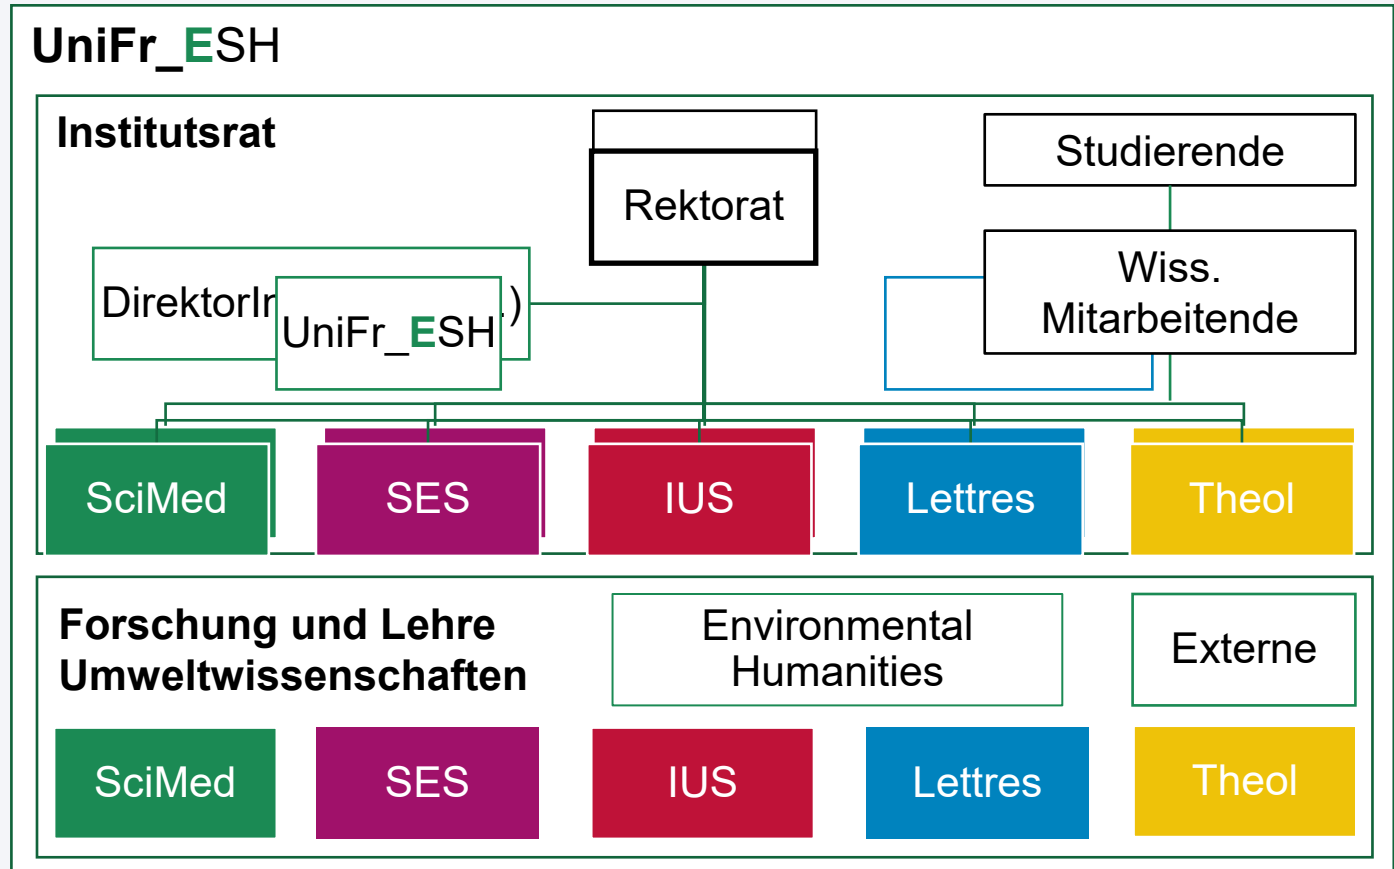 UniFr_ESH
Institutsrat
Rektorat
Studierende
Wiss.
Mitarbeitende
.)
UniFr_ESH
SciMed
SES
IUS
Lettres
Theol
Forschung und Lehre
Umweltwissenschaften
Environmental
Humanities
Externe
SciMed
SES
IUS
Lettres
Theol